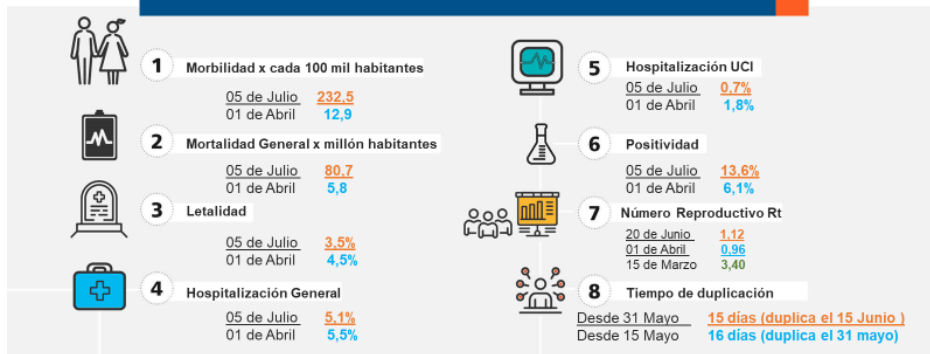 1 Morbilidad x cada 100 mil habitantes
05 de Julio 232,5
01 de Abril 12,9
2 Mortalidad General x millón habitantes
05 de Julio 80,7
01 de Abril 5,8
3 Letalidad
05 de Julio 3,5%
01 de Abril 4,5%
4 Hospitalización General
05 de Julio 5,1%
01 de Abril 5,5%
5 Hospitalización UCI
05 de Julio 0,7%
01 de Abril 1,8%
6 Positividad
05 de Julio 13,6%
01 de Abril 6,1%
7 Número Reproductivo Rt
20 de Junio 1,12
01 de Abril 0,96
15 de Marzo 3,40
8 Tiempo de duplicación
Desde 31 Mayo 15 días (duplica el 15 Junio )
Desde 15 Mayo 16 días (duplica el 31 mayo)